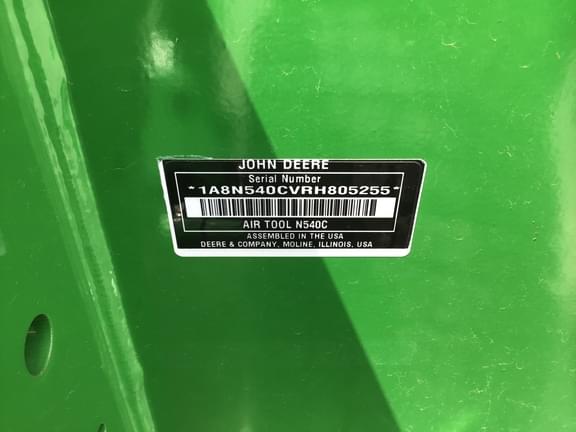 JOHN DEERE
Serial Number
*1A8N540CVRH805255*
AIR TOOL N540C
ASSEMBLED IN THE USA
DEERE & COMPANY, MOLINE, ILLINOIS, USA